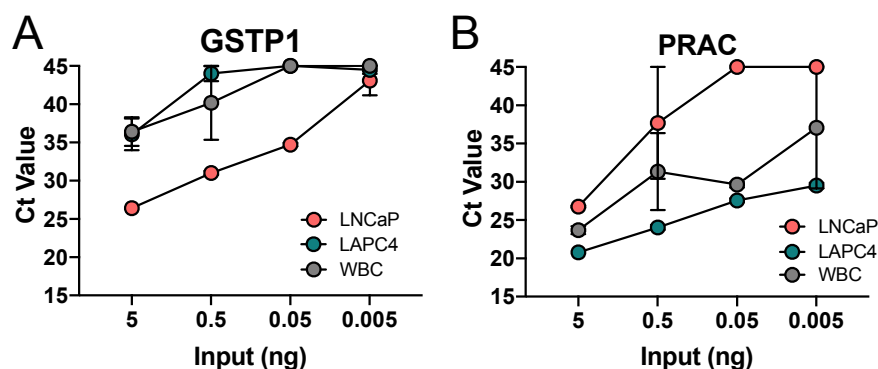 A
GSTP1
Ct Value
45
40
35
30
25
20
15
LNCaP
LAPC4
WBC
5
0.5
0.05
0.005
Input (ng)
B
PRAC
Ct Value
45
40
35
30
25
20
15
LNCaP
LAPC4
WBC
5
0.5
0.05
0.005
Input (ng)